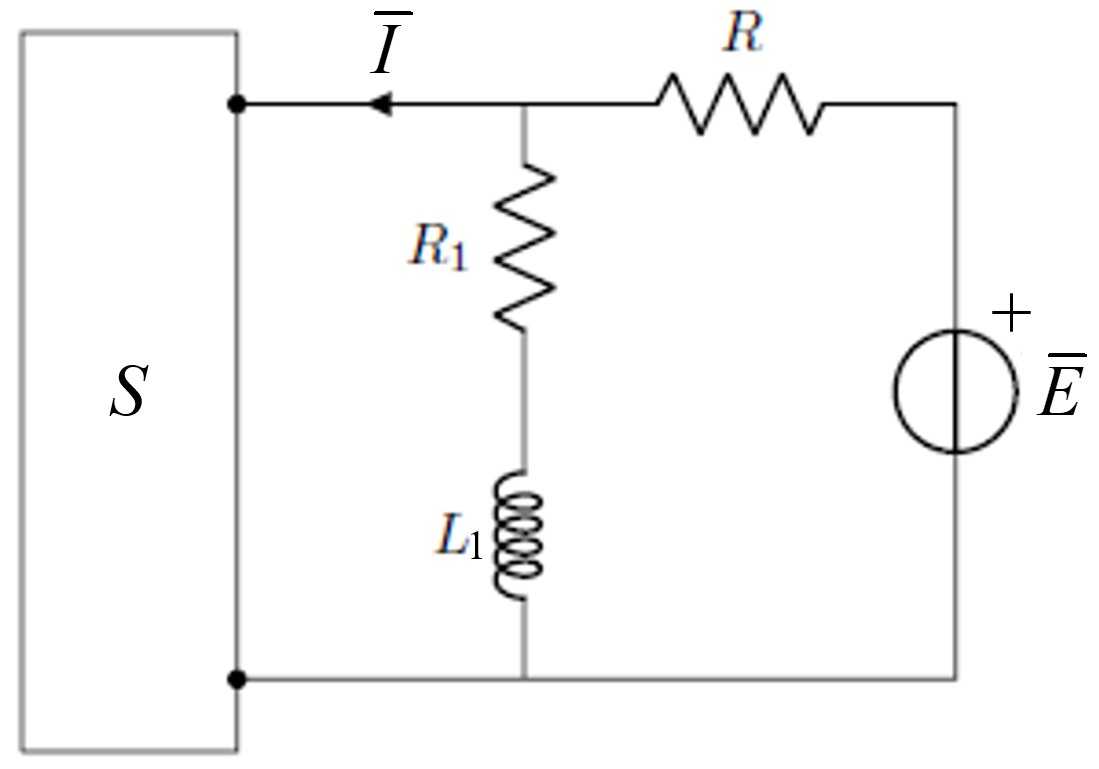 I̅
R
R₁
+
S
E̅
L₁